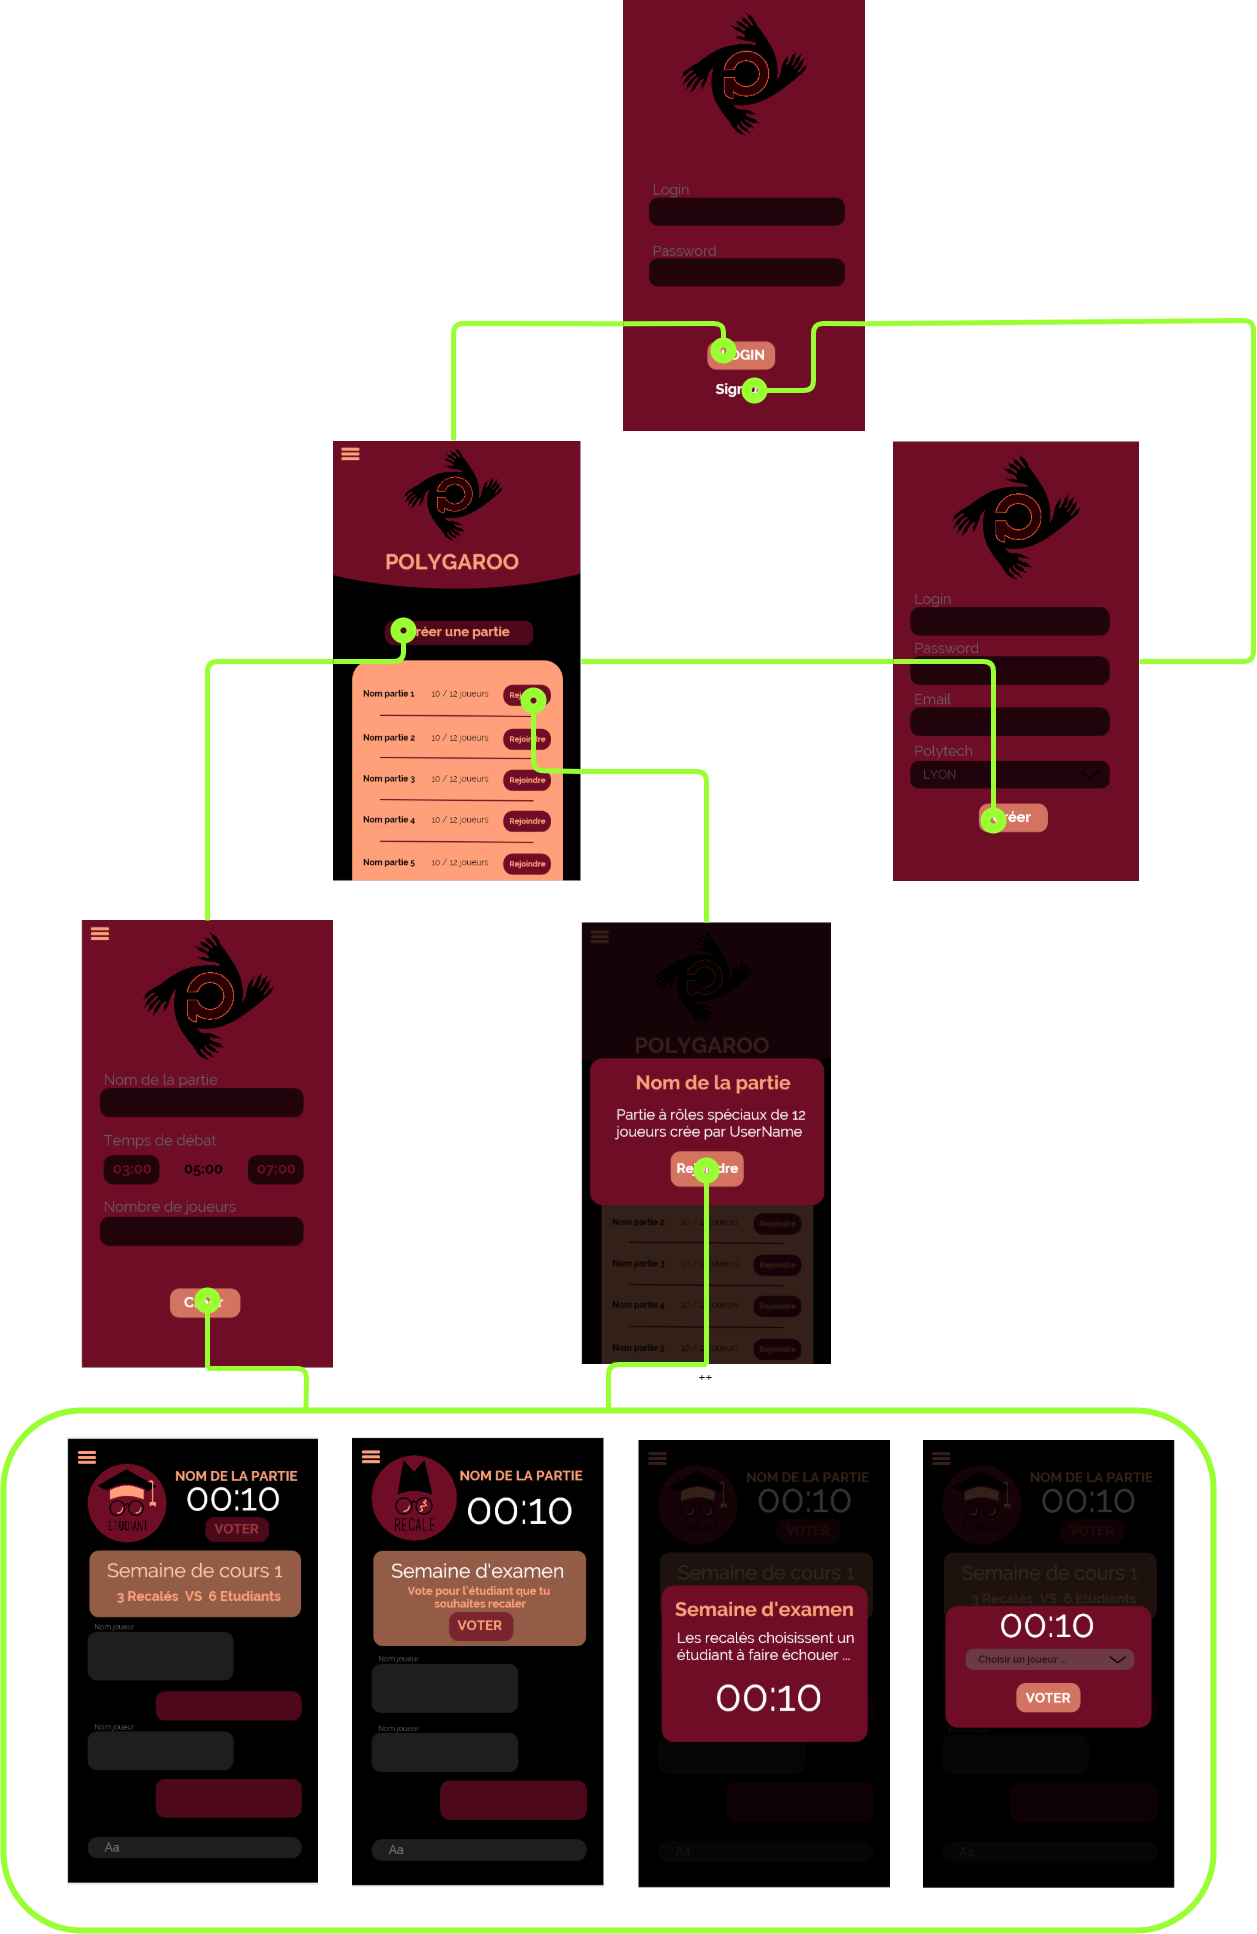 Login
Password
OGIN
Sign
POLYGAROO
réer une partie
Nom partie 1 10 / 12 joueurs
Nom partie 2 10 / 12 joueurs Rejoindre
Nom partie 3 10 / 12 joueurs Rejoindre
Nom partie 4 10 / 12 joueurs Rejoindre
Nom partie 5 10 / 12 joueurs Rejoindre
Login
Password
Email
Polytech
LYON
réer
Nom de la partie
Temps de débat
03:00 05:00 07:00
Nombre de joueurs
POLYGAROO
Nom de la partie
Partie à rôles spéciaux de 12
joueurs crée par UserName
Rejoindre
Nom partie 2 10 / 12 joueurs Rejoindre
Nom partie 3 10 / 12 joueurs Rejoindre
Nom partie 4 10 / 12 joueurs Rejoindre
Nom partie 5 10 / 12 joueurs Rejoindre
++
ETUDIANT
NOM DE LA PARTIE
00:10
VOTER
Semaine de cours 1
3 Recalés VS 6 Etudiants
Nom joueur
Nom joueur
Aa
RECALE
NOM DE LA PARTIE
00:10
Semaine d'examen
Vote pour l'étudiant que tu
souhaites recaler
VOTER
Nom joueur
Nom joueur
Aa
ETUDIANT
NOM DE LA PARTIE
00:10
VOTER
Semaine de cours 1
Semaine d'examen
Les recalés choisissent un
étudiant à faire échouer ...
00:10
Aa
ETUDIANT
NOM DE LA PARTIE
00:10
VOTER
Semaine de cours 1
3 Recalés VS 6 Etudiants
00:10
Choisir un joueur ...
VOTER
Aa